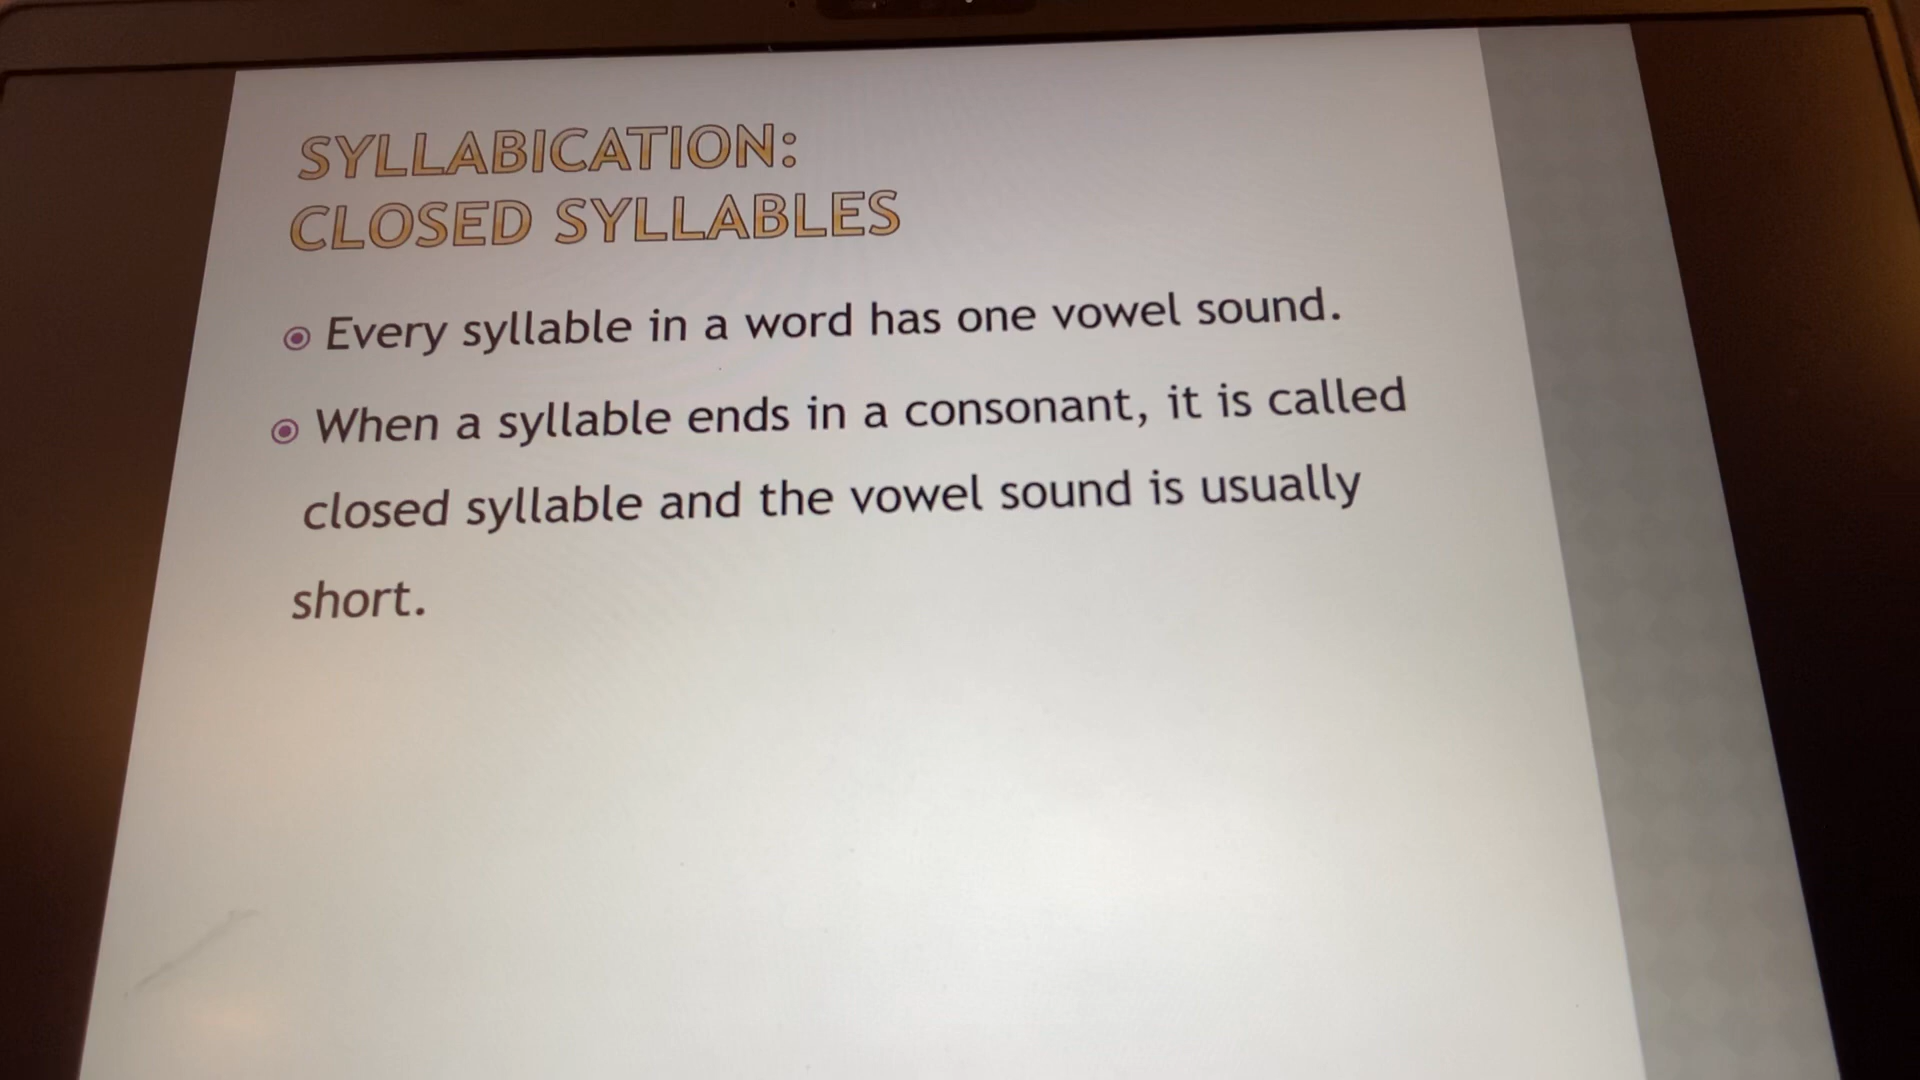 SYLLABICATION:
CLOSED SYLLABLES
Every syllable in a word has one vowel sound.
When a syllable ends in a consonant, it is called
closed syllable and the vowel sound is usually
short.